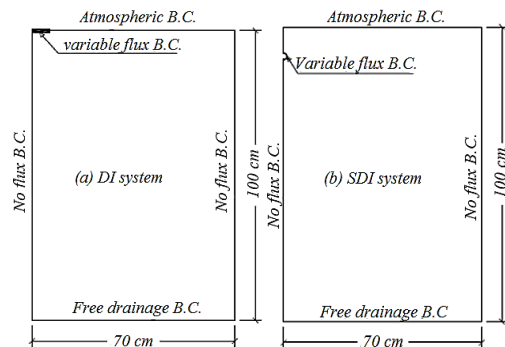 Atmospheric B.C.
variable flux B.C.
No flux B.C.
(a) DI system
No flux B.C.
100 cm
Free drainage B.C.
70 cm
Atmospheric B.C.
Variable flux B.C.
No flux B.C.
(b) SDI system
No flux B.C.
100 cm
Free drainage B.C
70 cm